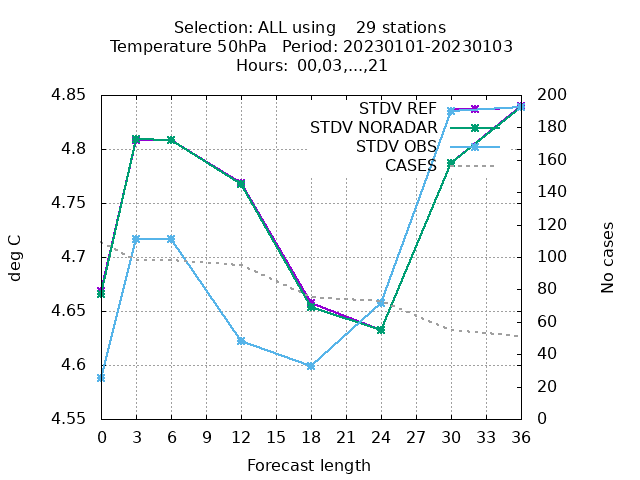 Selection: ALL using    29 stations
Temperature 50hPa   Period: 20230101-20230103
Hours:  00,03,...,21
4.85
4.8
4.75
4.7
4.65
4.6
4.55
200
180
160
140
120
100
80
60
40
20
0
STDV REF
STDV NORADAR
STDV OBS
CASES
deg C
No cases
0 3 6 9 12 15 18 21 24 27 30 33 36
Forecast length